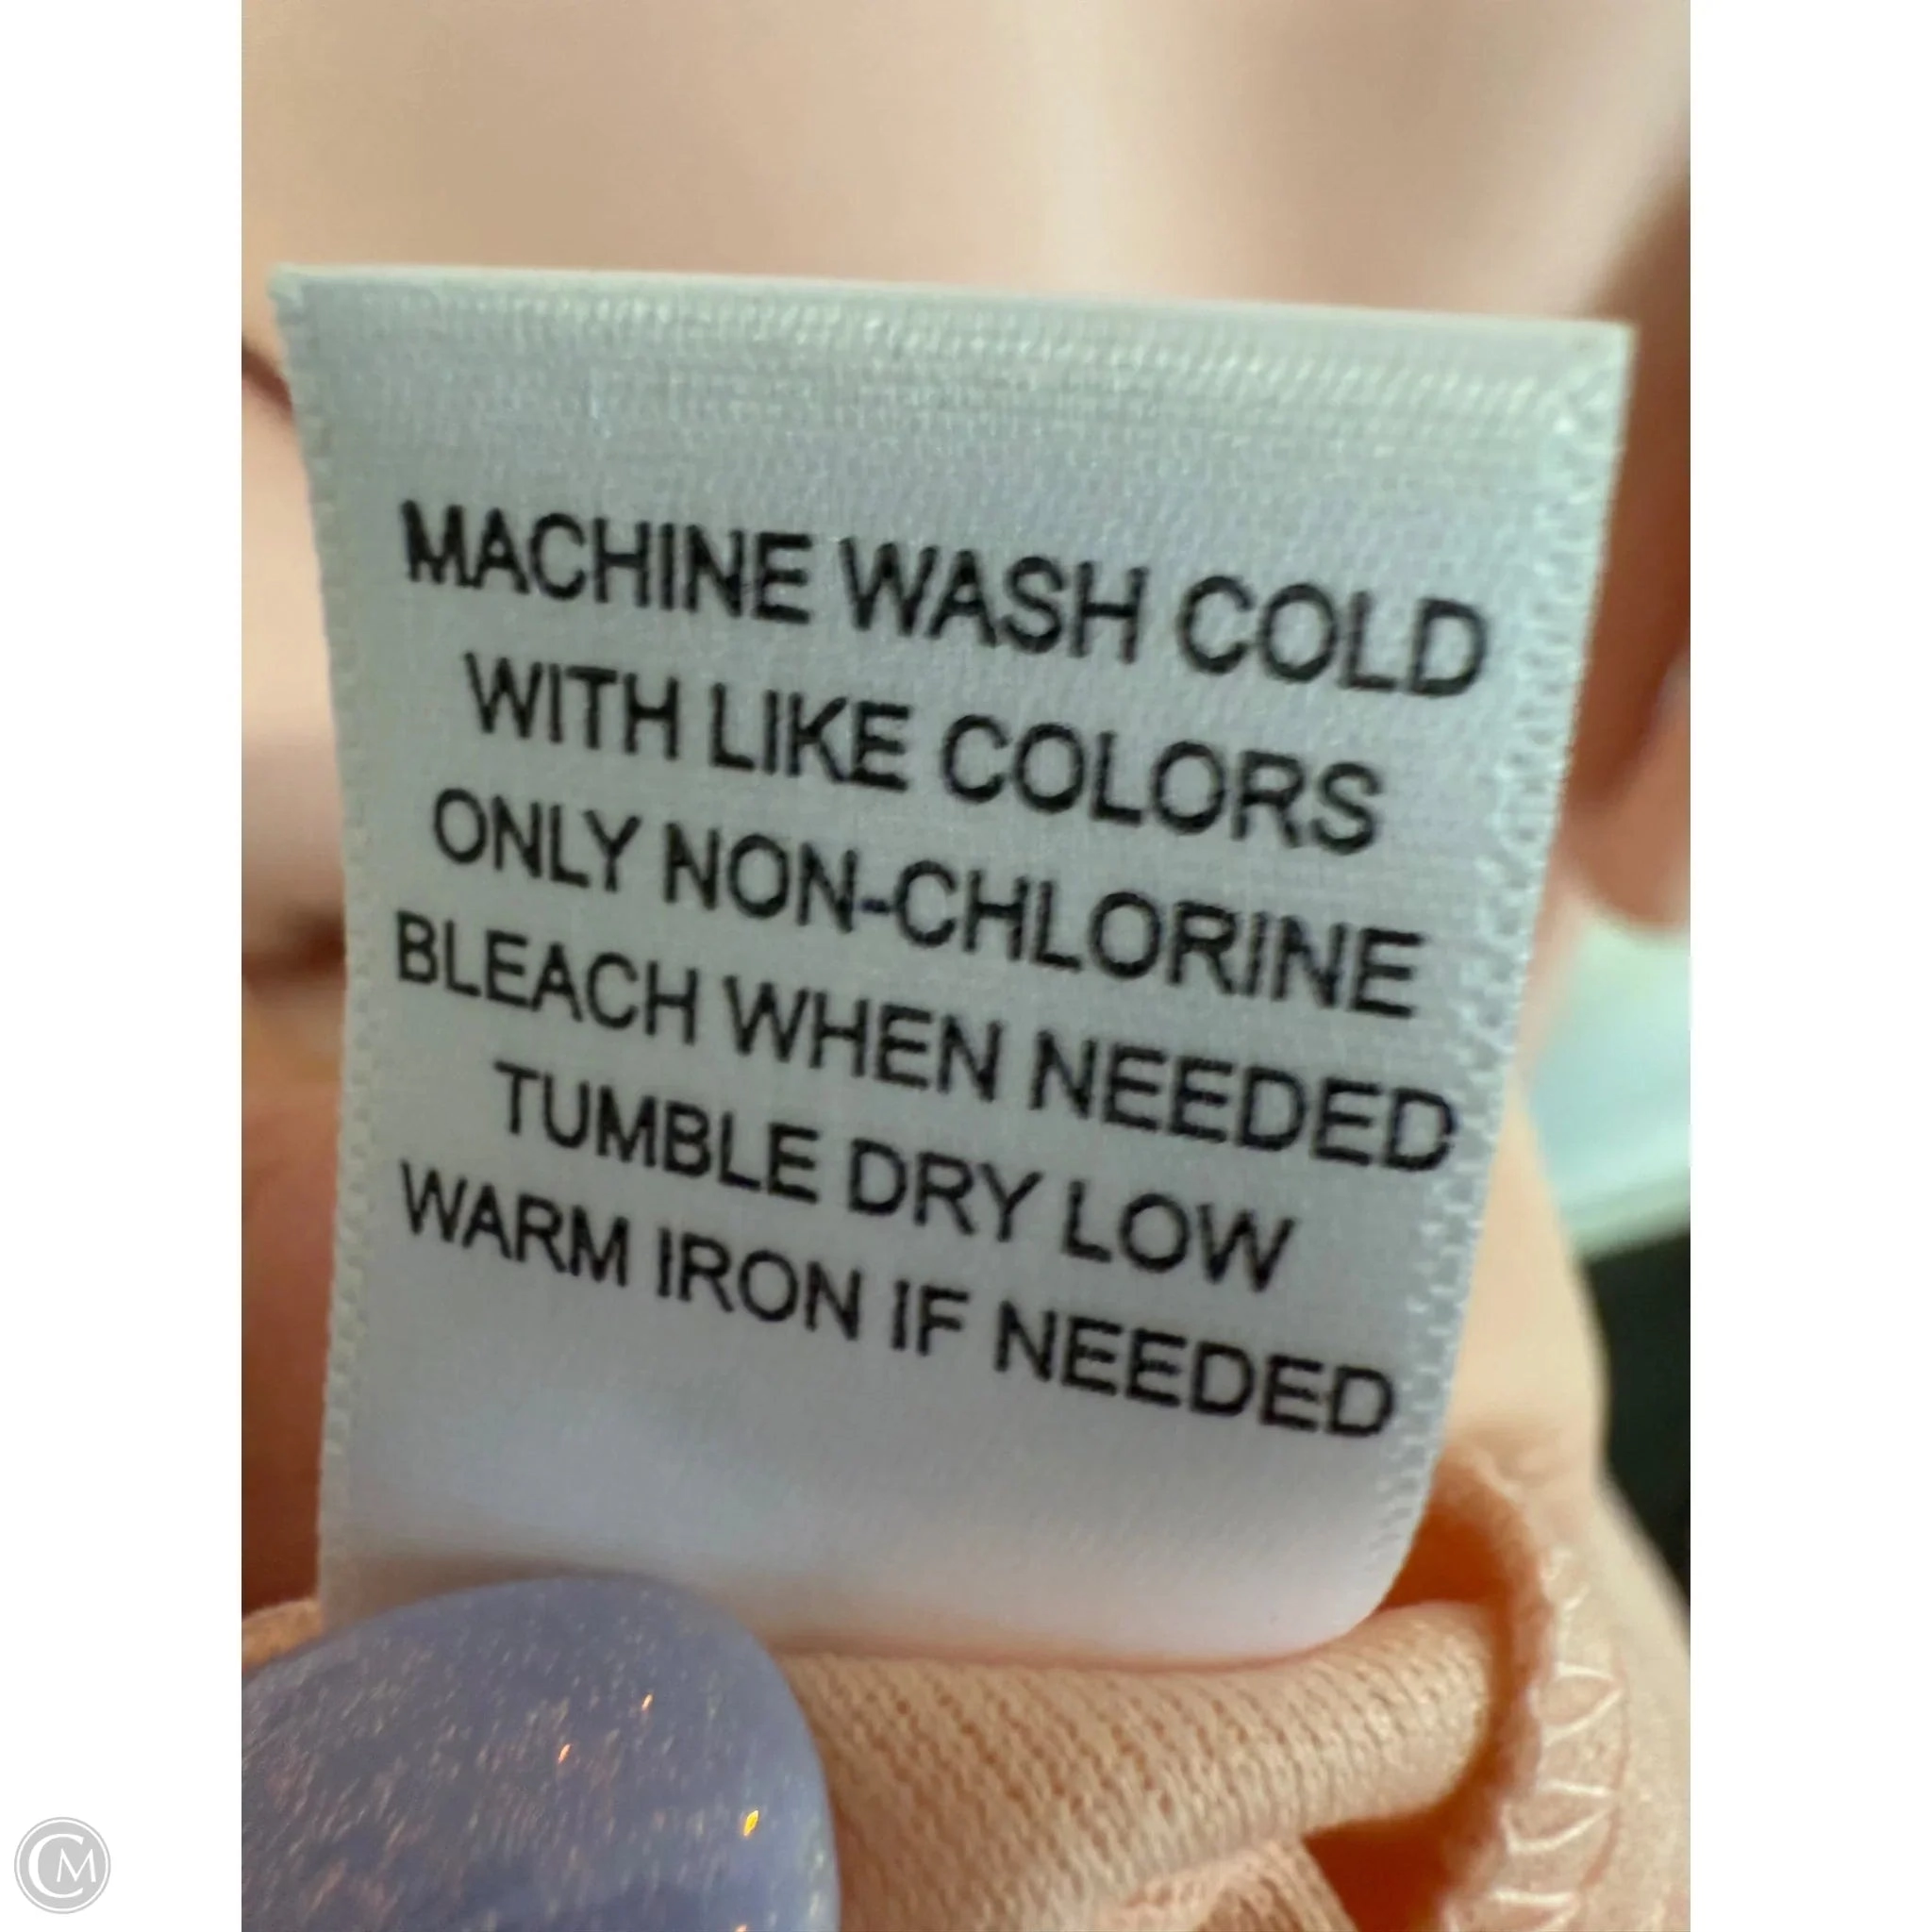 MACHINE WASH COLD
WITH LIKE COLORS
ONLY NON-CHLORINE
BLEACH WHEN NEEDED
TUMBLE DRY LOW
WARM IRON IF NEEDED
CM